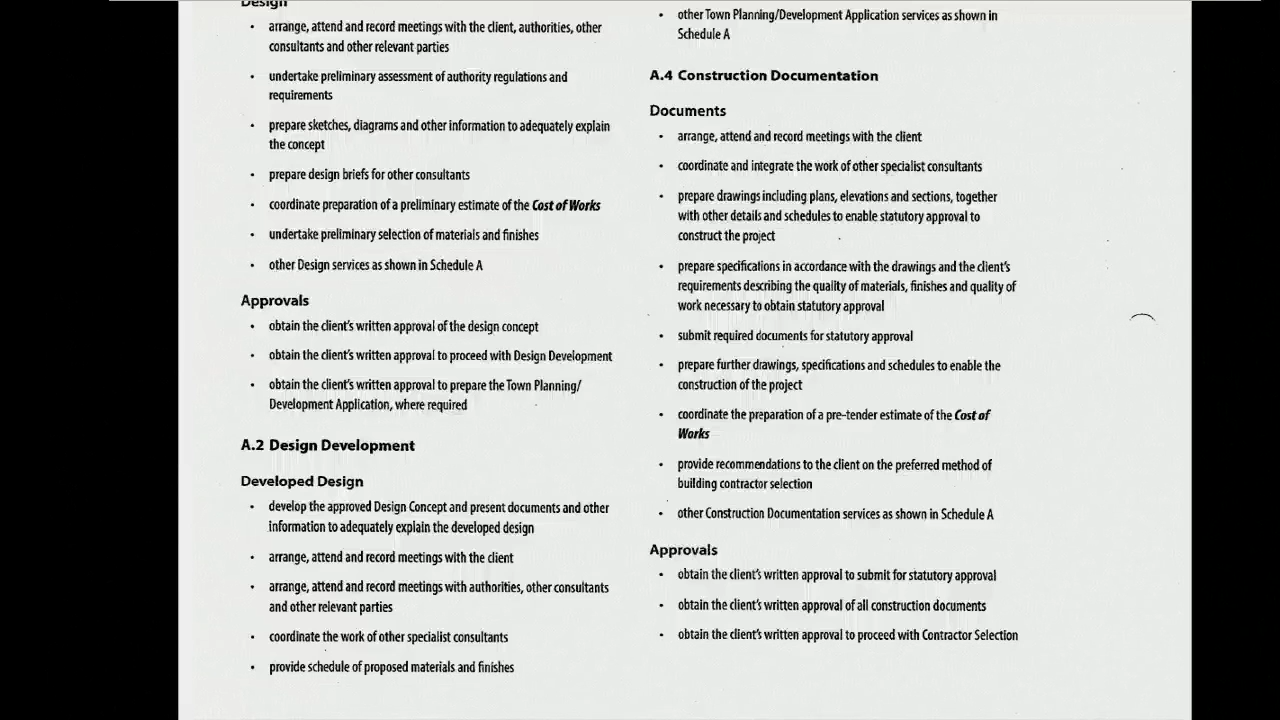 Design
• arrange, attend and record meetings with the client, authorities, other
consultants and other relevant parties
• undertake preliminary assessment of authority regulations and
requirements
• prepare sketches, diagrams and other information to adequately explain
the concept
• prepare design briefs for other consultants
• coordinate preparation of a preliminary estimate of the Cost of Works
• undertake preliminary selection of materials and finishes
• other Design services as shown in Schedule A
Approvals
• obtain the client's written approval of the design concept
• obtain the client's written approval to proceed with Design Development
• obtain the client's written approval to prepare the Town Planning/
Development Application, where required
A.2 Design Development
Developed Design
• develop the approved Design Concept and present documents and other
information to adequately explain the developed design
• arrange, attend and record meetings with the client
• arrange, attend and record meetings with authorities, other consultants
and other relevant parties
• coordinate the work of other specialist consultants
• provide schedule of proposed materials and finishes
• other Town Planning/Development Application services as shown in
Schedule A
A.4 Construction Documentation
Documents
• arrange, attend and record meetings with the client
• coordinate and integrate the work of other specialist consultants
• prepare drawings including plans, elevations and sections, together
with other details and schedules to enable statutory approval to
construct the project
• prepare specifications in accordance with the drawings and the client's
requirements describing the quality of materials, finishes and quality of
work necessary to obtain statutory approval
• submit required documents for statutory approval
• prepare further drawings, specifications and schedules to enable the
construction of the project
• coordinate the preparation of a pre-tender estimate of the Cost of
Works
• provide recommendations to the client on the preferred method of
building contractor selection
• other Construction Documentation services as shown in Schedule A
Approvals
• obtain the client's written approval to submit for statutory approval
• obtain the client's written approval of all construction documents
• obtain the client's written approval to proceed with Contractor Selection